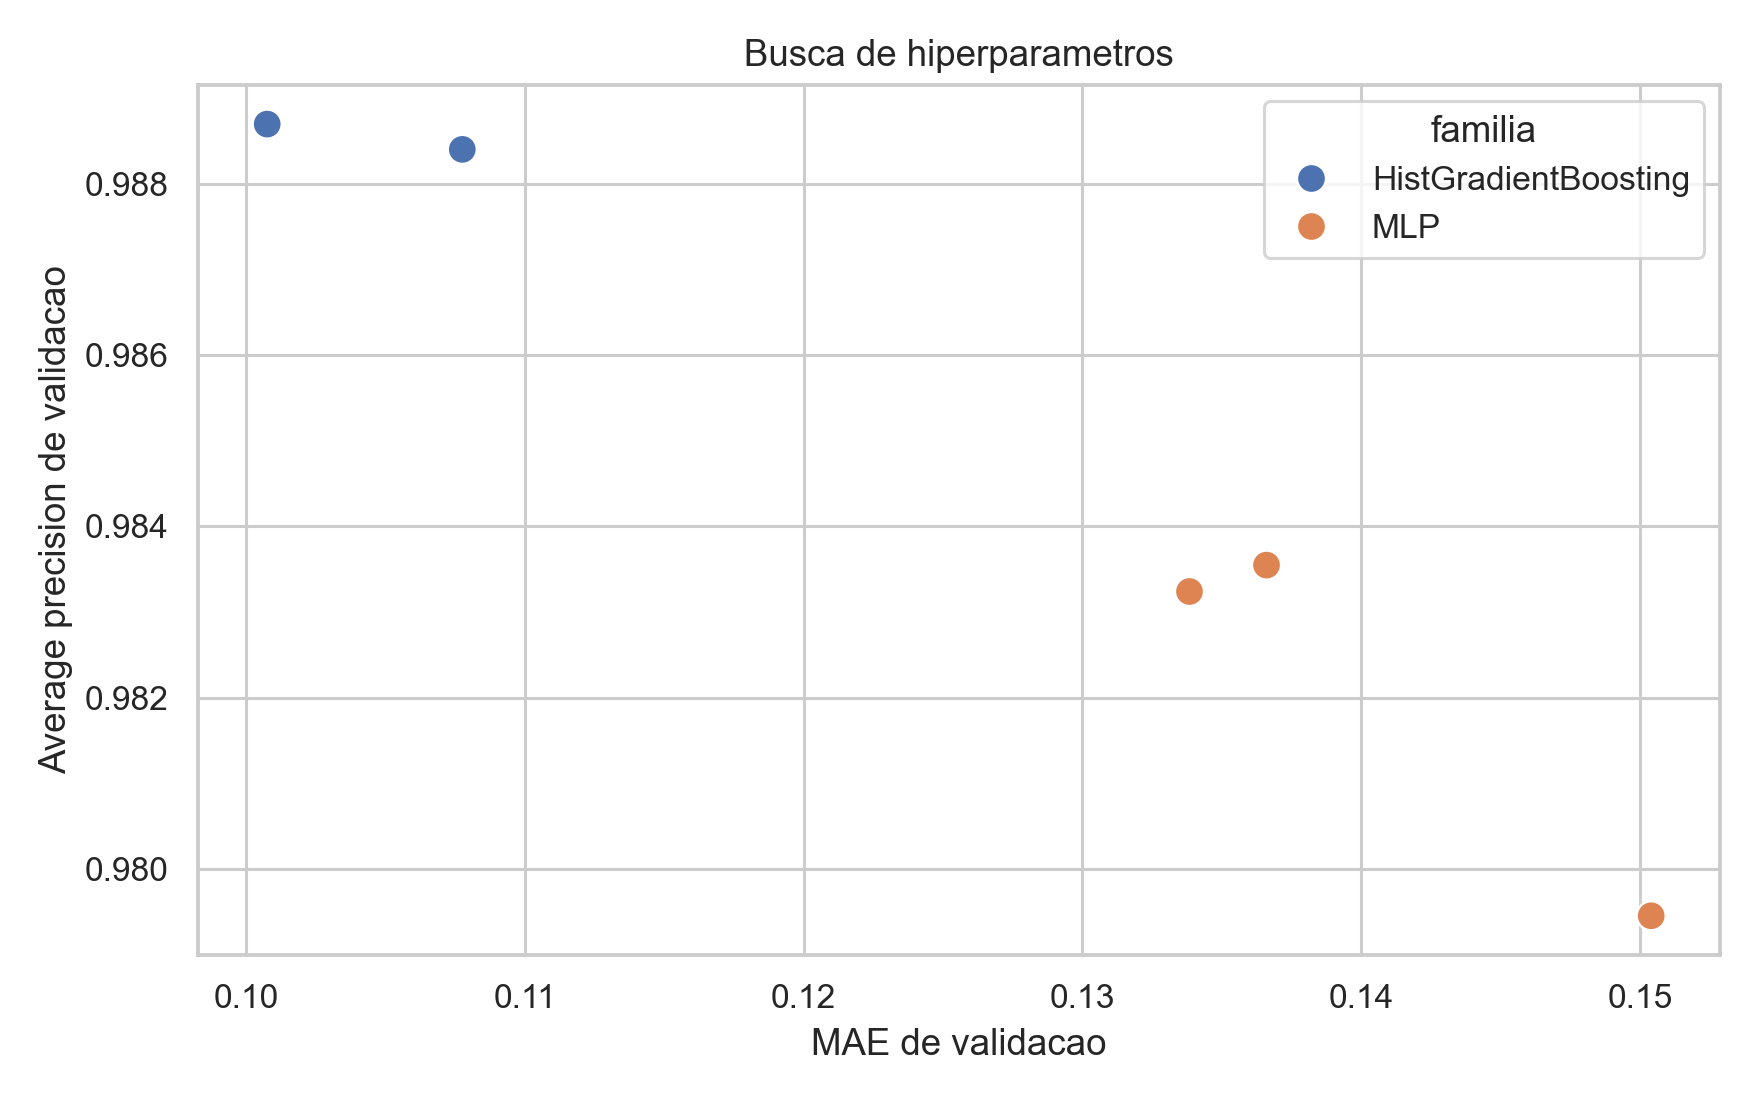 Busca de hiperparametros
familia
HistGradientBoosting
MLP
Average precision de validacao
0.988
0.986
0.984
0.982
0.980
0.10 0.11 0.12 0.13 0.14 0.15
MAE de validacao